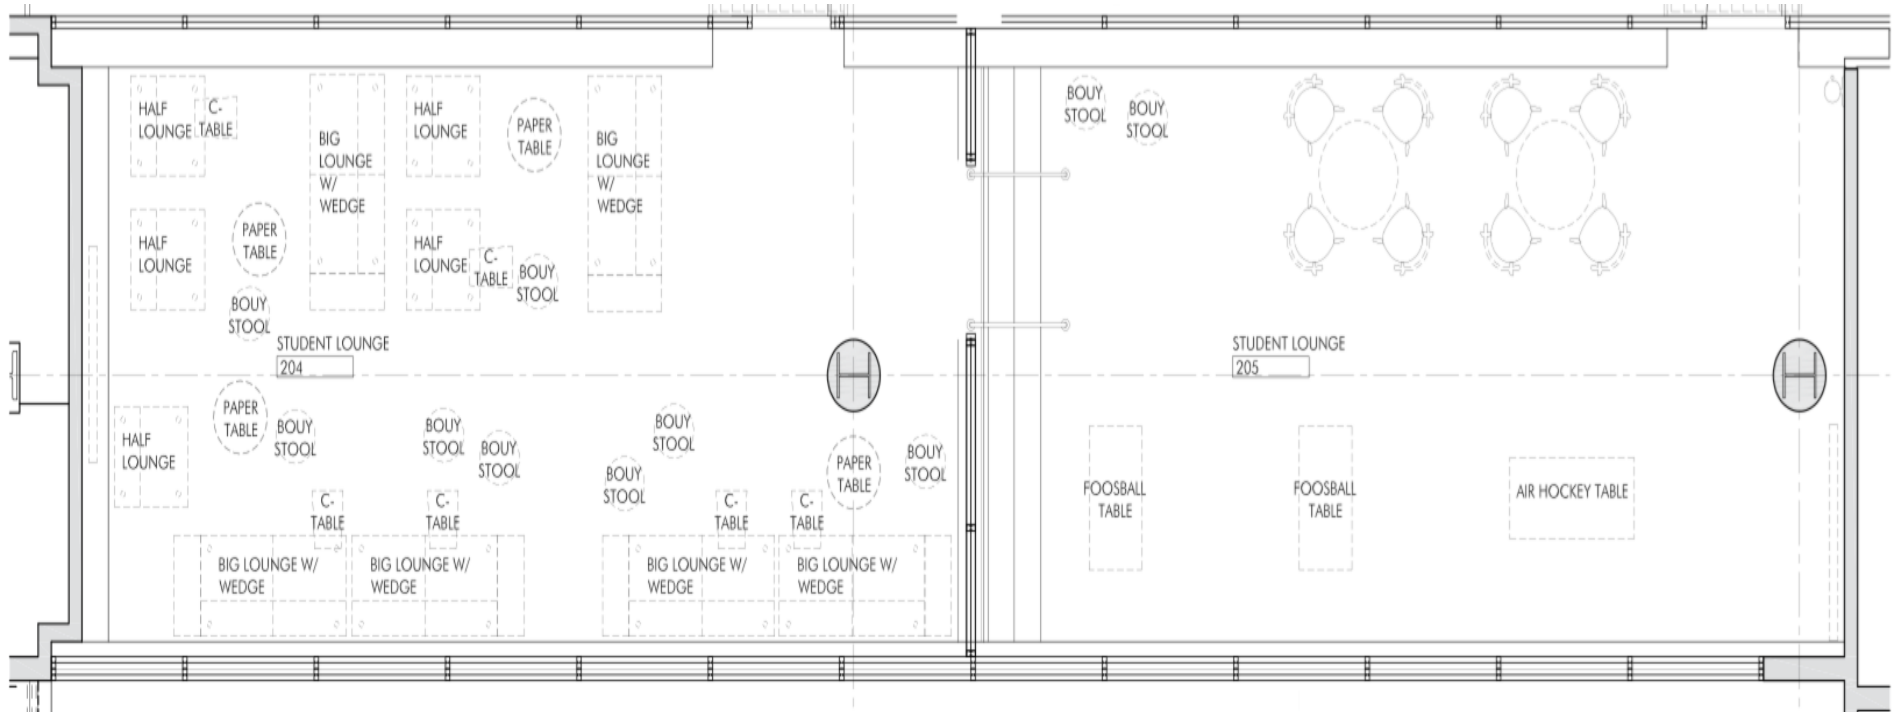 HALF
LOUNGE
C-
TABLE
BIG
LOUNGE
W/
WEDGE
HALF
LOUNGE
PAPER
TABLE
BIG
LOUNGE
W/
WEDGE
BOUY
STOOL
BOUY
STOOL
HALF
LOUNGE
PAPER
TABLE
HALF
LOUNGE
C-
TABLE
BOUY
STOOL
BOUY
STOOL
STUDENT LOUNGE
204
STUDENT LOUNGE
205
HALF
LOUNGE
PAPER
TABLE
BOUY
STOOL
BOUY
STOOL
BOUY
STOOL
BOUY
STOOL
BOUY
STOOL
PAPER
TABLE
BOUY
STOOL
C-
TABLE
C-
TABLE
C-
TABLE
C-
TABLE
FOOSBALL
TABLE
FOOSBALL
TABLE
AIR HOCKEY TABLE
BIG LOUNGE W/
WEDGE
BIG LOUNGE W/
WEDGE
BIG LOUNGE W/
WEDGE
BIG LOUNGE W/
WEDGE